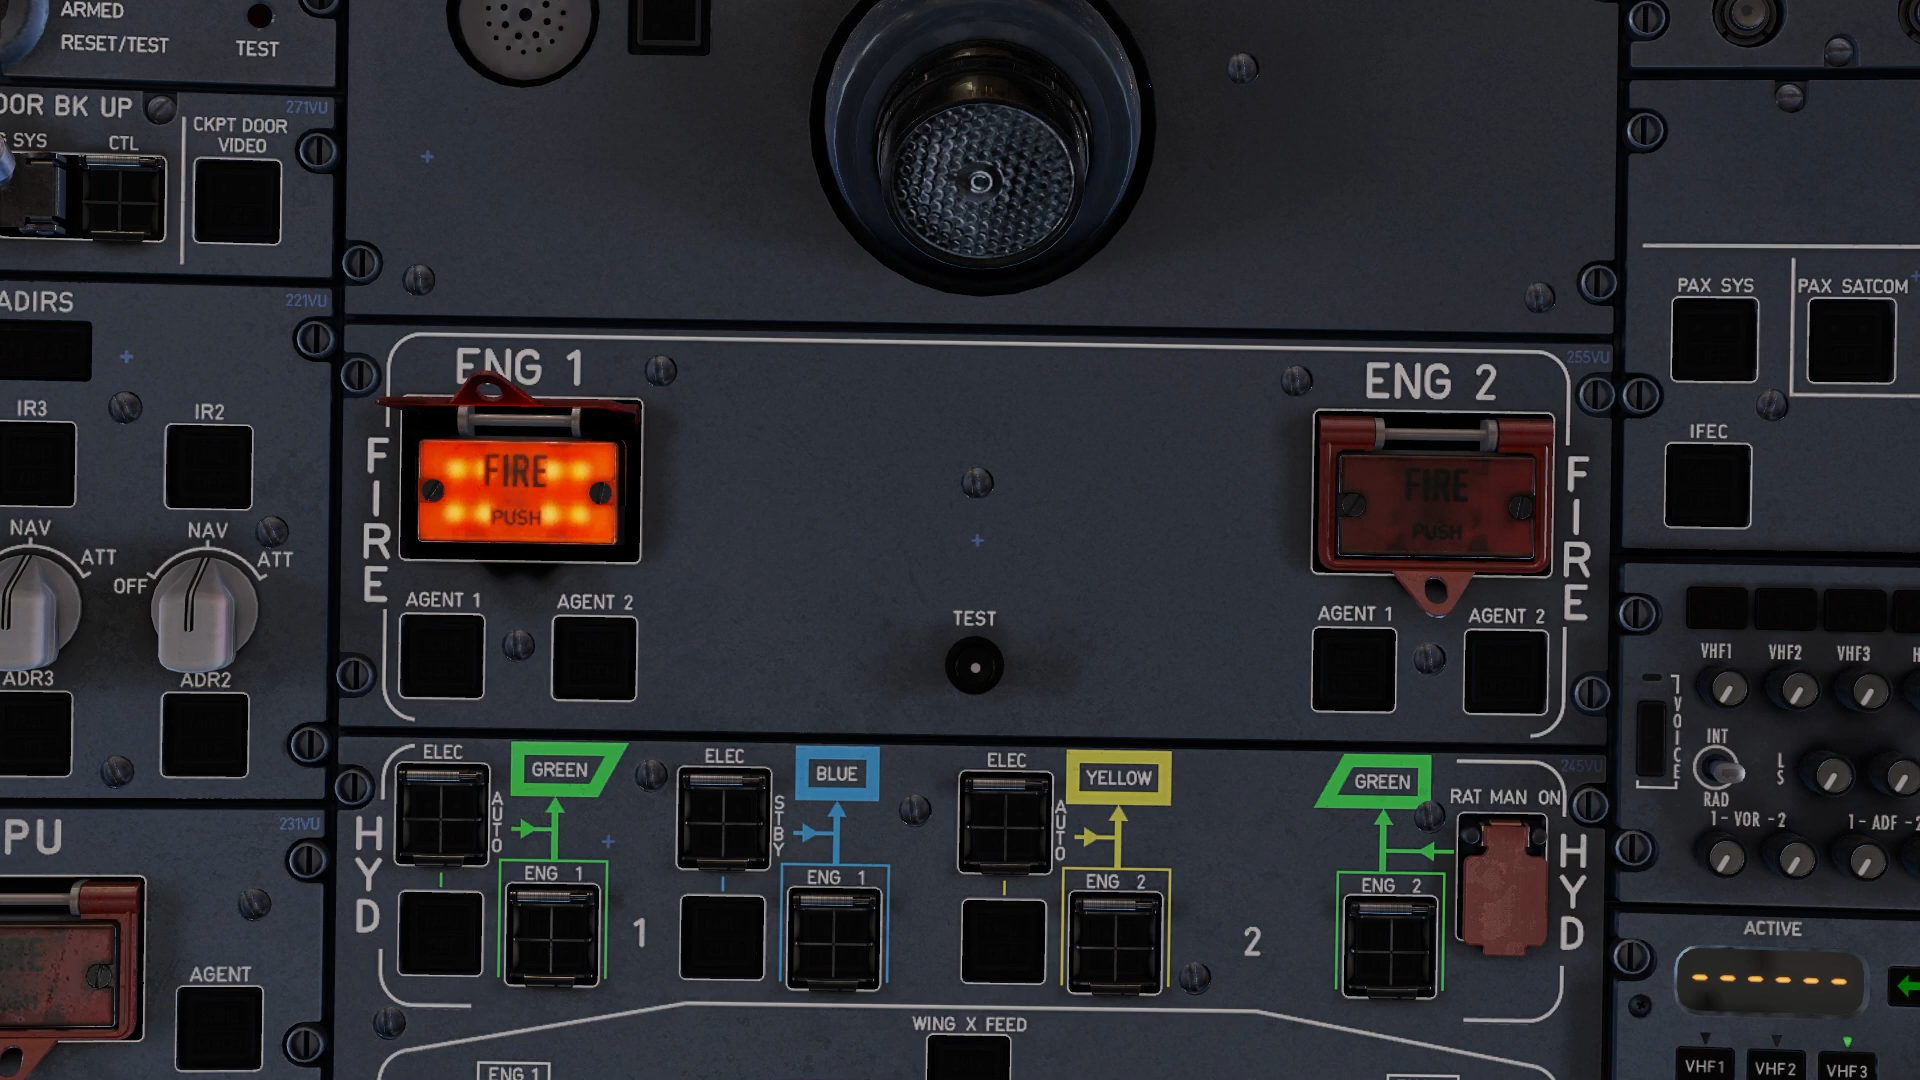 ARMED
RESET/TEST
TEST
OOR BK UP
271VU
SYS
CTL
CKPT DOOR
VIDEO
ADIRS
221VU
IR3
IR2
NAV
ATT
NAV
OFF
ATT
ADR3
ADR2
PU
231VU
AGENT
ENG 1
FIRE
FIRE
PUSH
AGENT 1
AGENT 2
TEST
ENG 2
255VU
FIRE
PUSH
FIRE
AGENT 1
AGENT 2
HYD
ELEC
AUTO
GREEN
ENG 1
1
ELEC
STBY
BLUE
ENG 1
ELEC
AUTO
YELLOW
ENG 2
2
GREEN
ENG 2
245VU
RAT MAN ON
HYD
WING X FEED
ENG 1
PAX SYS
PAX SATCOM
IFEC
VHF1
VHF2
VHF3
H
VOICE
INT
RAD
LS
1- VOR -2
1- ADF -2
ACTIVE
- - - - - -
VHF1
VHF2
VHF3